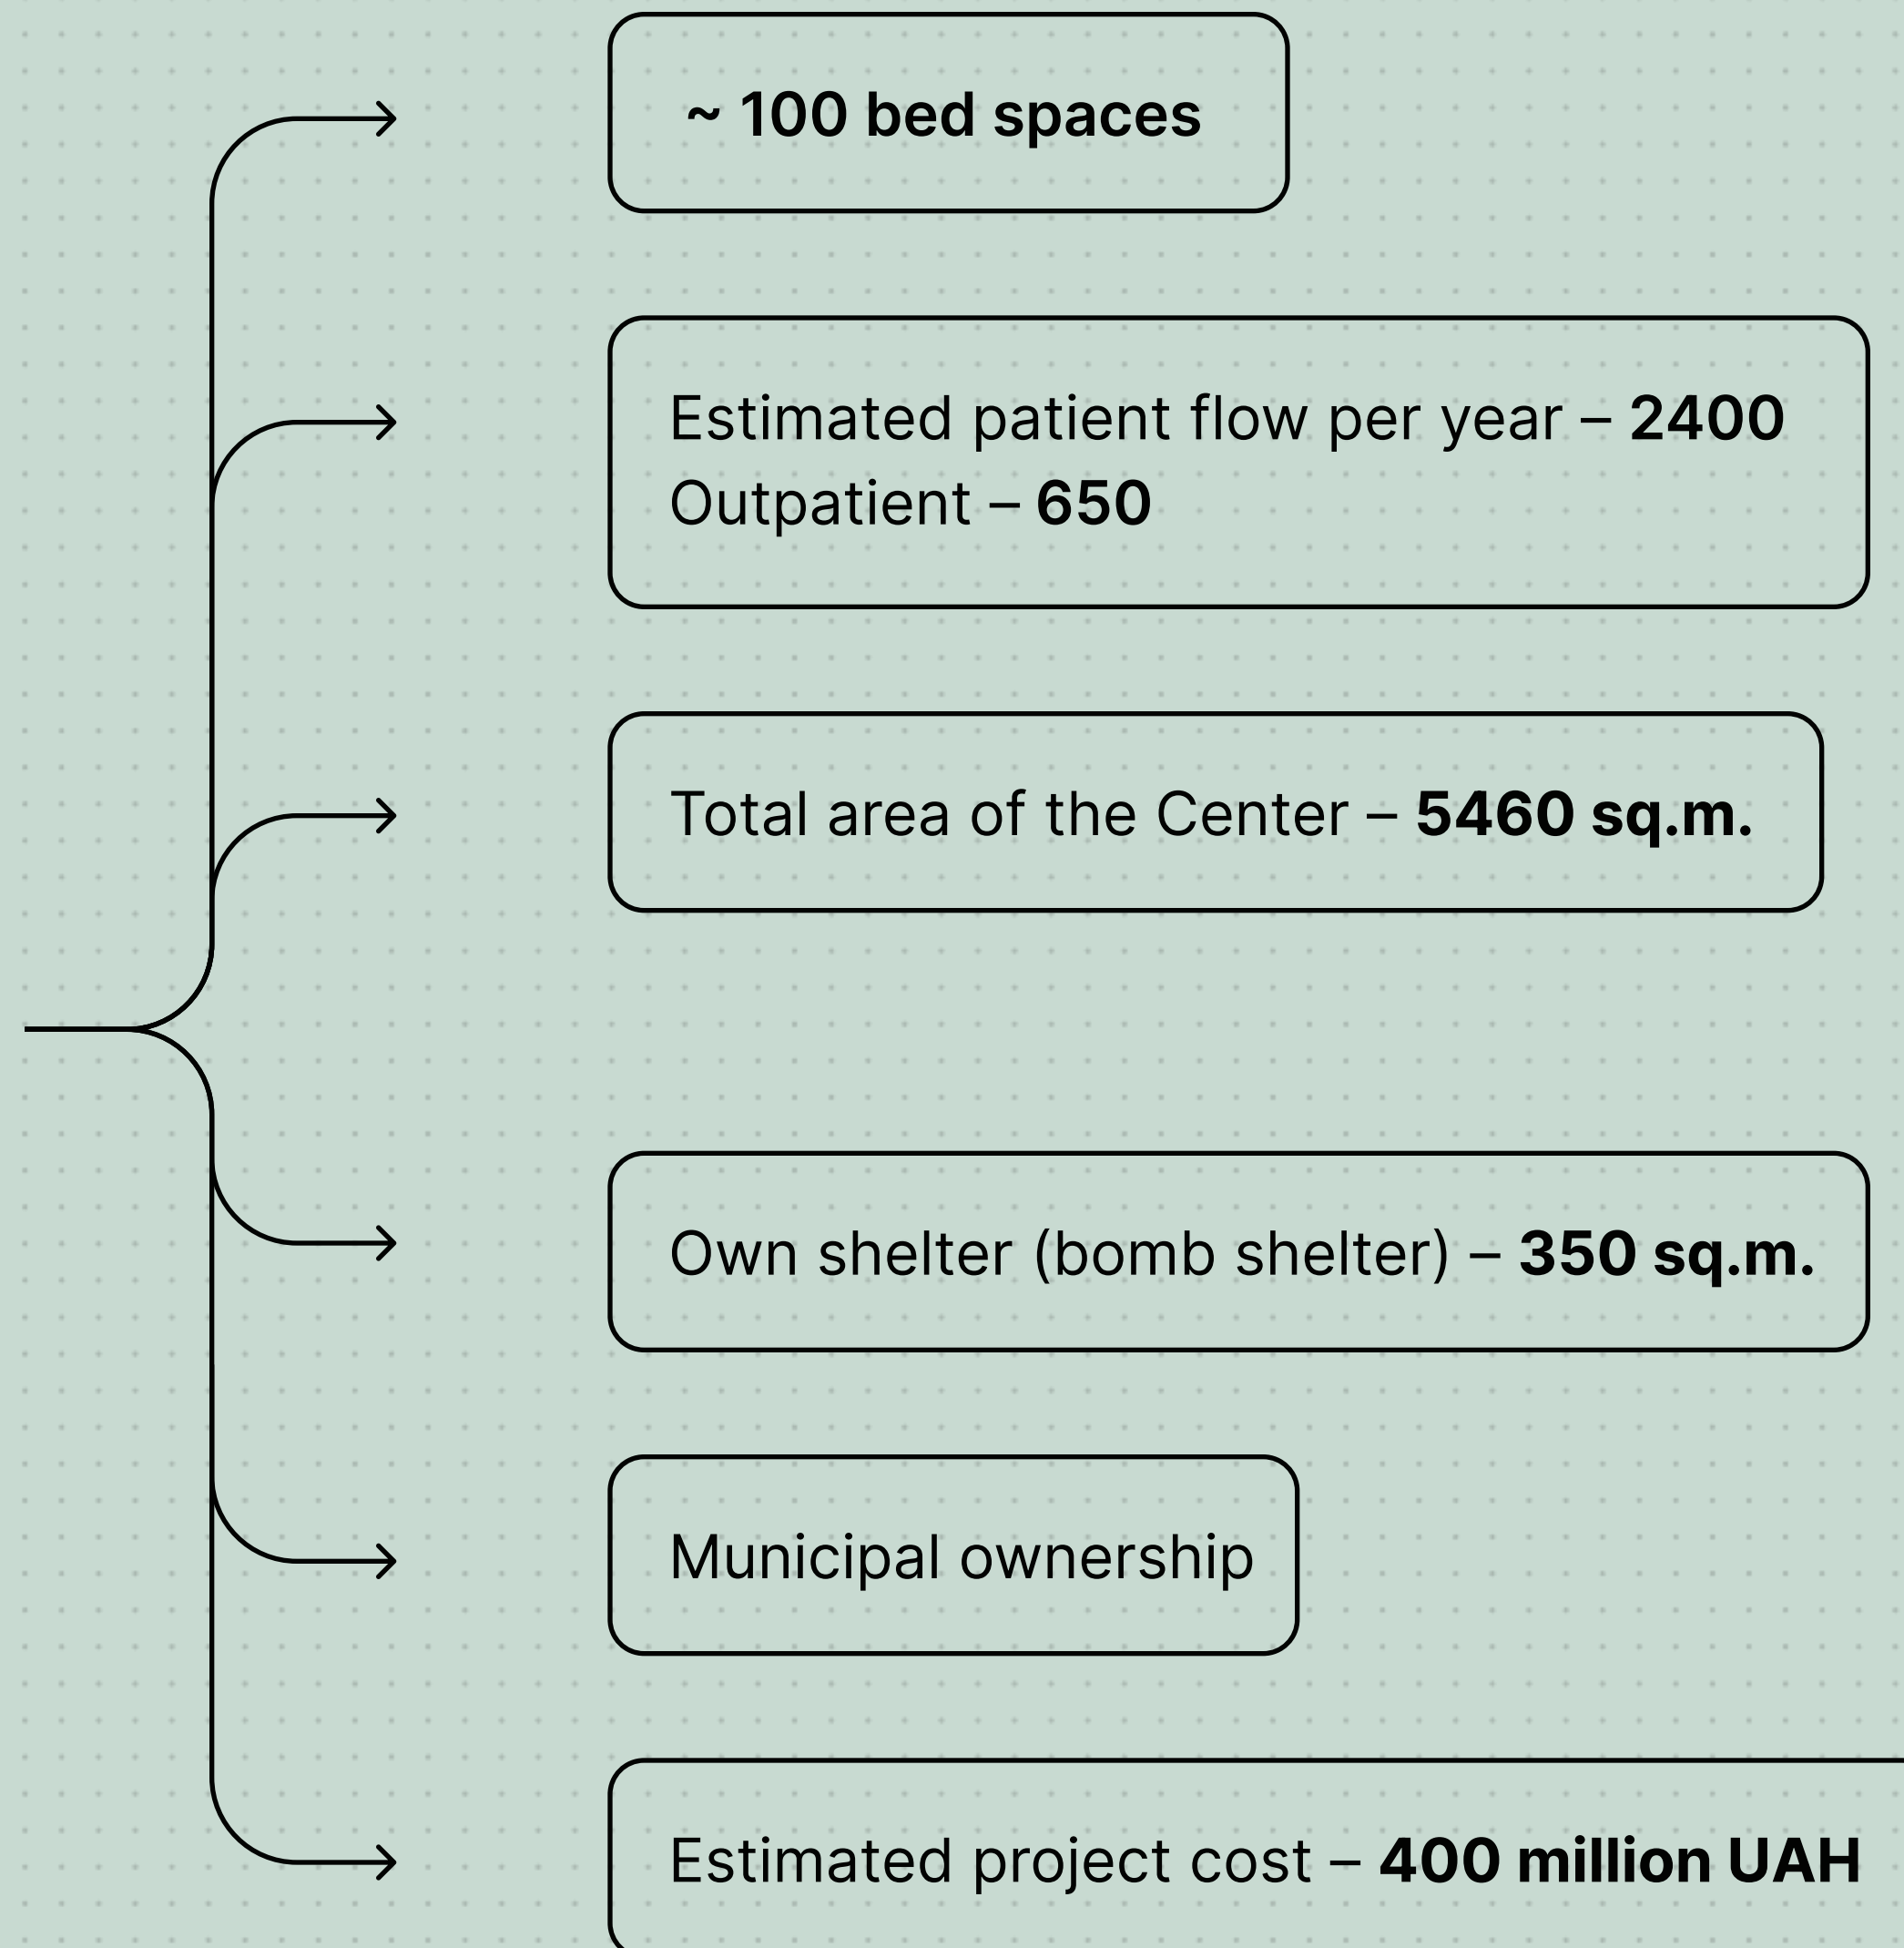 ~ 100 bed spaces
Estimated patient flow per year – 2400
Outpatient – 650
Total area of the Center – 5460 sq.m.
Own shelter (bomb shelter) – 350 sq.m.
Municipal ownership
Estimated project cost – 400 million UAH